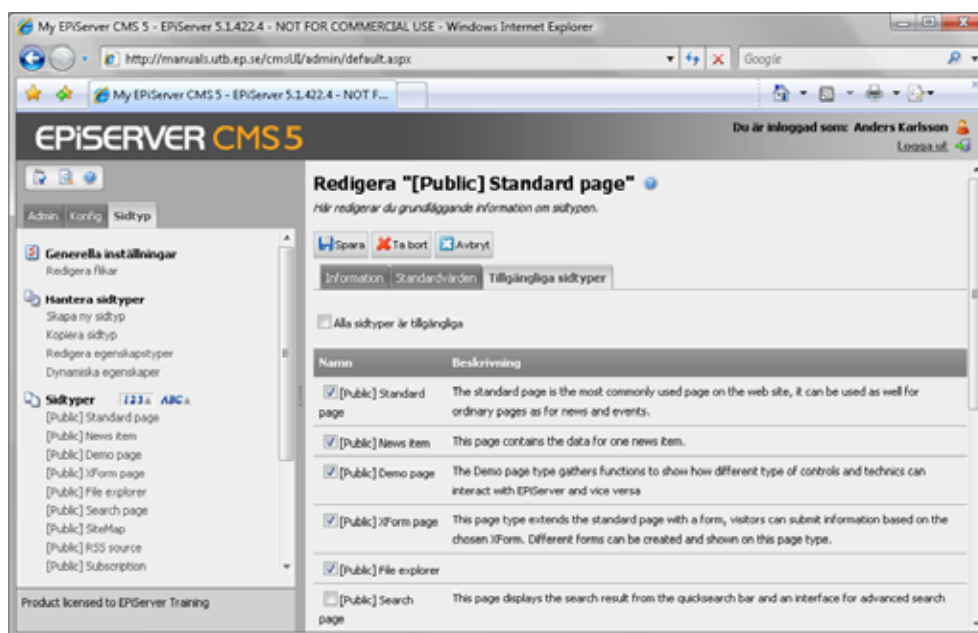 My EPiServer CMS 5 - EPiServer 5.1.422.4 - NOT FOR COMMERCIAL USE - Windows Internet Explorer
http://manuals.utb.ep.se/cmsUI/admin/default.aspx
Google
My EPiServer CMS 5 - EPiServer 5.1.422.4 - NOT F...
EPiSERVER CMS 5
Du är inloggad som: Anders Karlsson
Logga ut
Admin Konfig Sidtyp
Generella inställningar
Redigera flikar
Hantera sidtyper
Skapa ny sidtyp
Kopiera sidtyp
Redigera egenskapstyper
Dynamiska egenskaper
Sidtyper 123 ABC
[Public] Standard page
[Public] News item
[Public] Demo page
[Public] XForm page
[Public] File explorer
[Public] Search page
[Public] SiteMap
[Public] RSS source
[Public] Subscription
Product licensed to EPiServer Training
Redigera "[Public] Standard page"
Här redigerar du grundläggande information om sidtypen.
Spara Ta bort Avbryt
Information Standardvärden Tillgängliga sidtyper
Alla sidtyper är tillgängliga
Namn Beskrivning
[Public] Standard The standard page is the most commonly used page on the web site, it can be used as well for
page ordinary pages as for news and events.
[Public] News item This page contains the data for one news item.
[Public] Demo page The Demo page type gathers functions to show how different type of controls and technics can
interact with EPiServer and vice versa
[Public] XForm page This page type extends the standard page with a form, visitors can submit information based on the
chosen XForm. Different forms can be created and shown on this page type.
[Public] File explorer
[Public] Search This page displays the search result from the quicksearch bar and an interface for advanced search
page